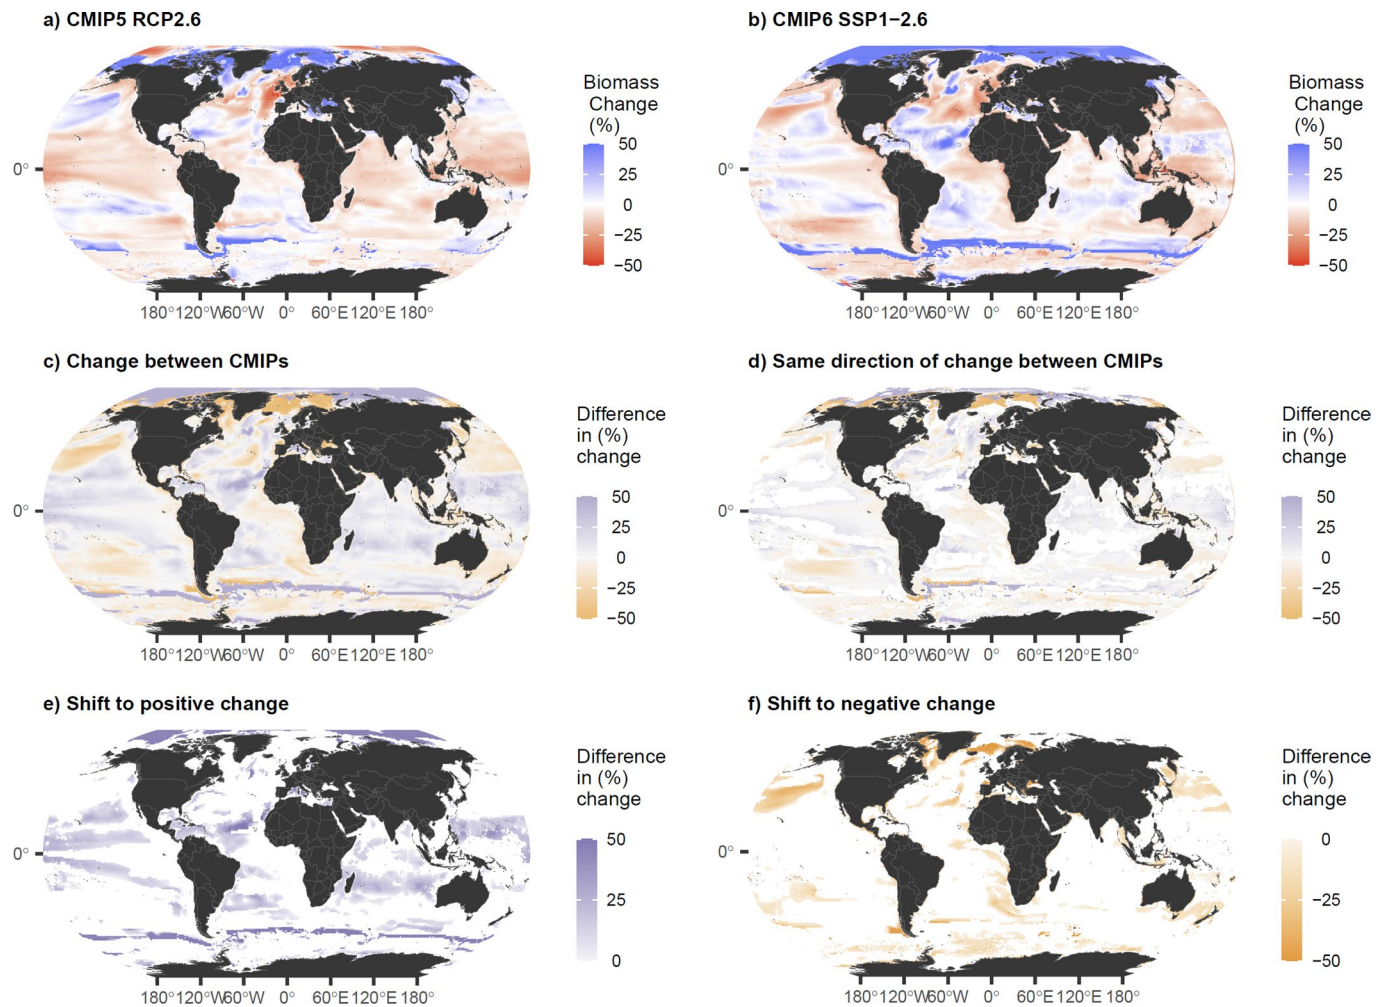 a) CMIP5 RCP2.6
b) CMIP6 SSP1−2.6
Biomass
Change
(%)
50
25
0
−25
−50
0°
180°120°W60°W 0° 60°E120°E180°
Biomass
Change
(%)
50
25
0
−25
−50
0°
180°120°W60°W 0° 60°E120°E180°
c) Change between CMIPs
d) Same direction of change between CMIPs
Difference
in (%)
change
50
25
0
−25
−50
0°
180°120°W60°W 0° 60°E120°E180°
Difference
in (%)
change
50
25
0
−25
−50
0°
180°120°W60°W 0° 60°E120°E180°
e) Shift to positive change
f) Shift to negative change
Difference
in (%)
change
50
25
0
0°
180°120°W60°W 0° 60°E120°E180°
Difference
in (%)
change
0
−25
−50
0°
180°120°W60°W 0° 60°E120°E180°